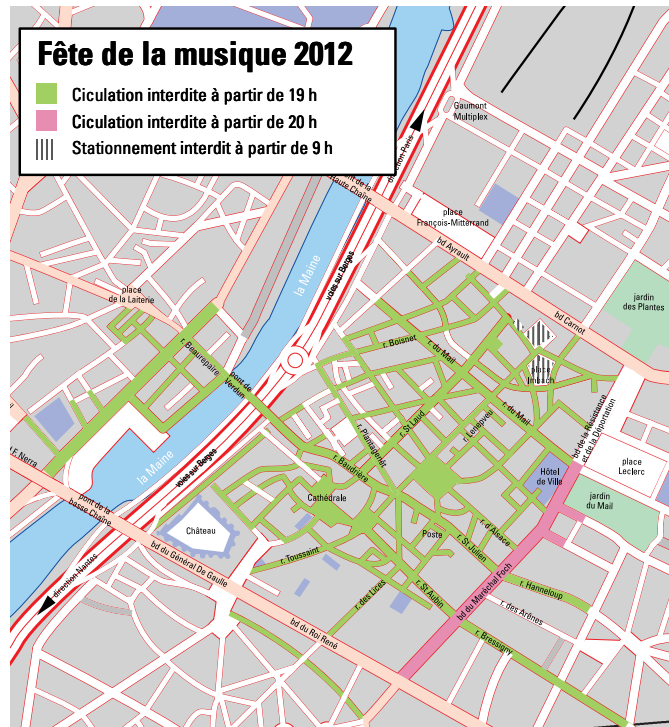 Fête de la musique 2012
Ciculation interdite à partir de 19 h
Ciculation interdite à partir de 20 h
Stationnement interdit à partir de 9 h
Gaumont
Multiplex
direction Paris
pont de la
Haute Chaîne
place
François-Mitterrand
bd Ayrault
bd Carnot
jardin
des Plantes
la Maine
voies sur Berges
place
de la Laiterie
r. Beaurepaire
pont de
Verdun
r. Boisnet
r. du Mail
place
Imbach
r. du Mail
r. Lenepveu
r. St Laud
r. Plantagenêt
r. Baudrière
bd de la Résistance
et de la Déportation
place
Leclerc
Hôtel
de Ville
jardin
du Mail
la Maine
voies sur Berges
r. F. Nerra
pont de la
basse Chaîne
Château
Cathédrale
Poste
r. d'Alsace
r. St Julien
r. Toussaint
r. des Lices
r. St Aubin
bd du Maréchal Foch
r. Hanneloup
r. des Arènes
r. Bressigny
bd du Général De Gaulle
bd du Roi René
direction Nantes